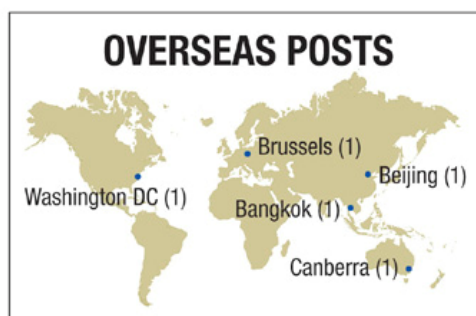 OVERSEAS POSTS
Brussels (1)
Beijing (1)
Washington DC (1)
Bangkok (1)
Canberra (1)